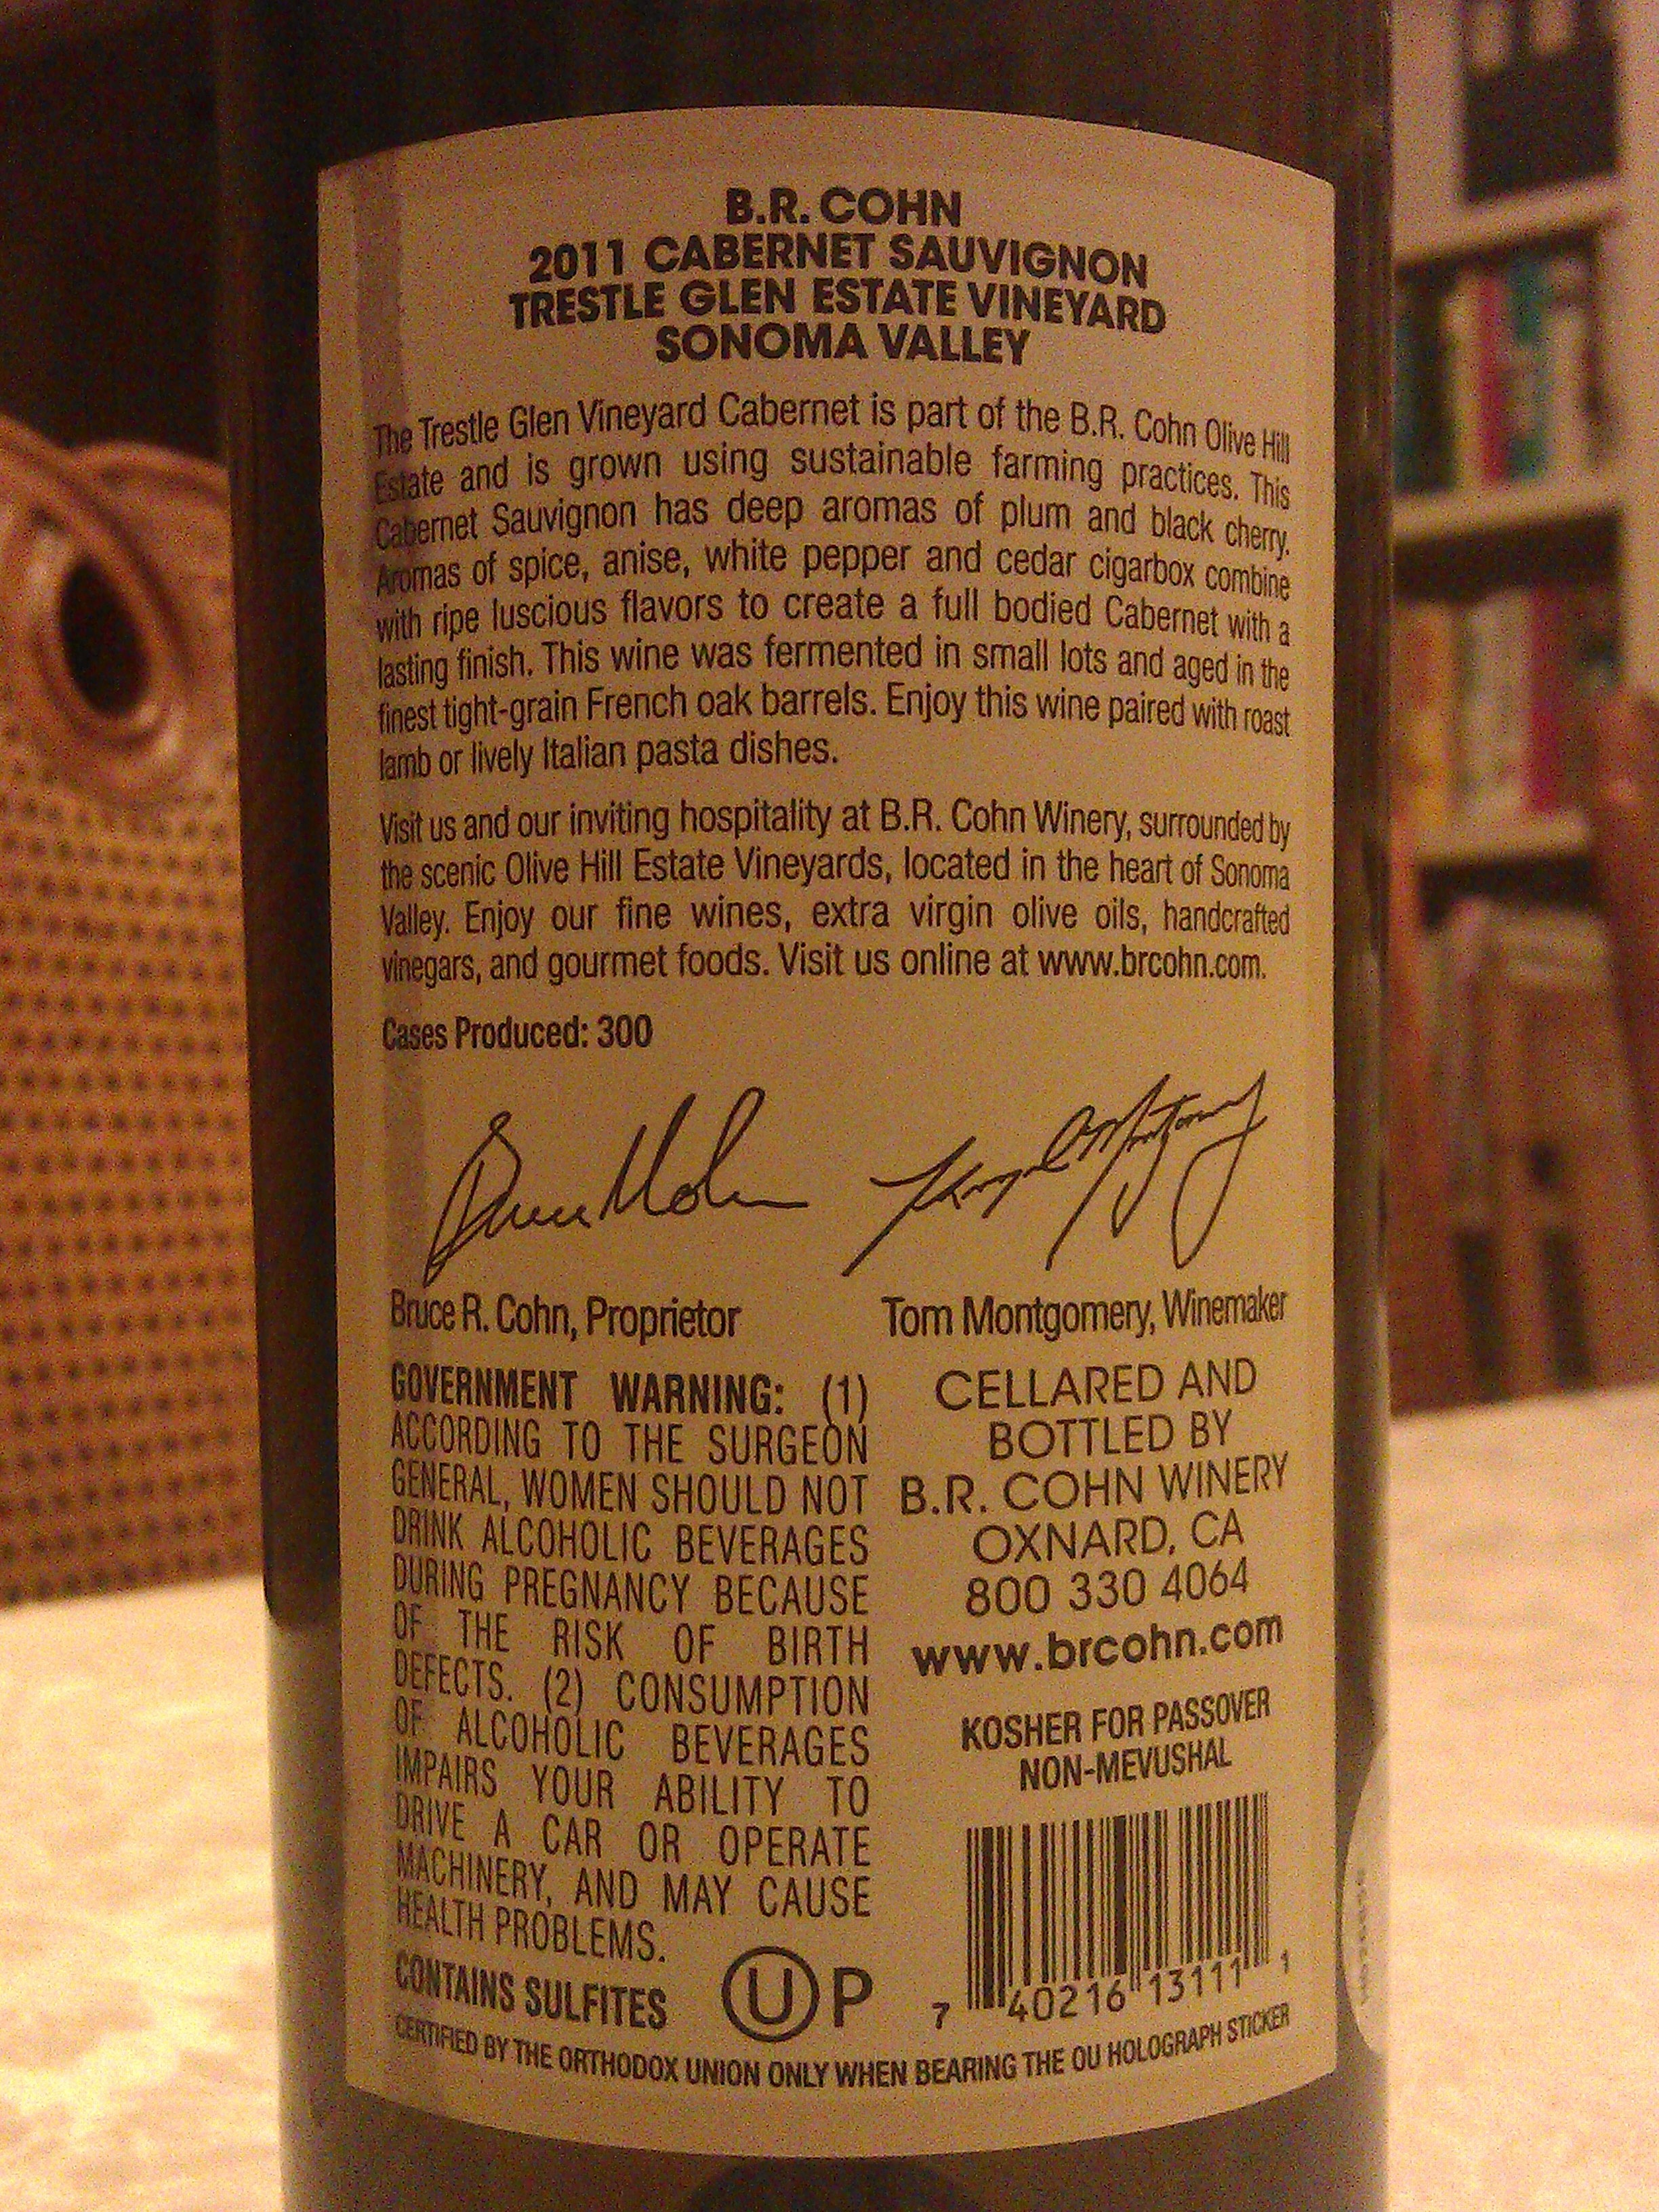 B.R. COHN
2011 CABERNET SAUVIGNON
TRESTLE GLEN ESTATE VINEYARD
SONOMA VALLEY
The Trestle Glen Vineyard Cabernet is part of the B.R. Cohn Olive Hill
Estate and is grown using sustainable farming practices. This
Cabernet Sauvignon has deep aromas of plum and black cherry.
Aromas of spice, anise, white pepper and cedar cigarbox combine
with ripe luscious flavors to create a full bodied Cabernet with a
lasting finish. This wine was fermented in small lots and aged in the
finest tight-grain French oak barrels. Enjoy this wine paired with roast
lamb or lively Italian pasta dishes.
Visit us and our inviting hospitality at B.R. Cohn Winery, surrounded by
the scenic Olive Hill Estate Vineyards, located in the heart of Sonoma
Valley. Enjoy our fine wines, extra virgin olive oils, handcrafted
vinegars, and gourmet foods. Visit us online at www.brcohn.com.
Cases Produced: 300
Bruce R. Cohn, Proprietor
Tom Montgomery, Winemaker
GOVERNMENT WARNING: (1)
ACCORDING TO THE SURGEON
GENERAL, WOMEN SHOULD NOT
DRINK ALCOHOLIC BEVERAGES
DURING PREGNANCY BECAUSE
OF THE RISK OF BIRTH
DEFECTS. (2) CONSUMPTION
OF ALCOHOLIC BEVERAGES
IMPAIRS YOUR ABILITY TO
DRIVE A CAR OR OPERATE
MACHINERY, AND MAY CAUSE
HEALTH PROBLEMS.
CONTAINS SULFITES
U P
CELLARED AND
BOTTLED BY
B.R. COHN WINERY
OXNARD, CA
800 330 4064
www.brcohn.com
KOSHER FOR PASSOVER
NON-MEVUSHAL
7 40216 13111 1
CERTIFIED BY THE ORTHODOX UNION ONLY WHEN BEARING THE OU HOLOGRAPH STICKER